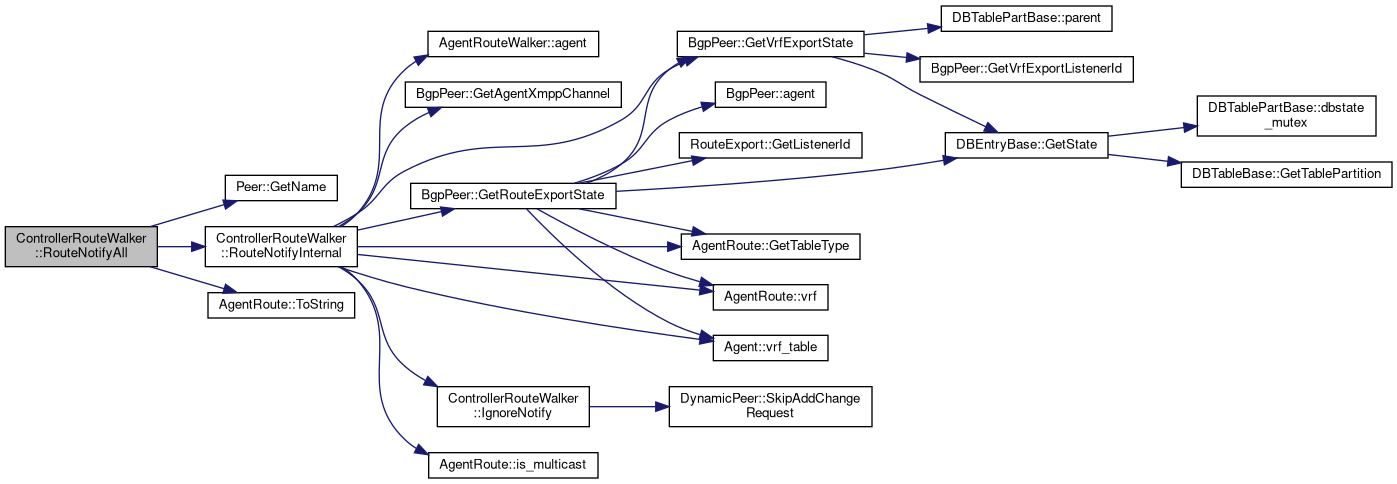 ControllerRouteWalker
::RouteNotifyAll
Peer::GetName
ControllerRouteWalker
::RouteNotifyInternal
AgentRoute::ToString
AgentRouteWalker::agent
BgpPeer::GetAgentXmppChannel
BgpPeer::GetRouteExportState
ControllerRouteWalker
::IgnoreNotify
AgentRoute::is_multicast
BgpPeer::GetVrfExportState
BgpPeer::agent
RouteExport::GetListenerId
AgentRoute::GetTableType
AgentRoute::vrf
Agent::vrf_table
DynamicPeer::SkipAddChange
Request
DBTablePartBase::parent
BgpPeer::GetVrfExportListenerId
DBEntryBase::GetState
DBTablePartBase::dbstate
_mutex
DBTableBase::GetTablePartition